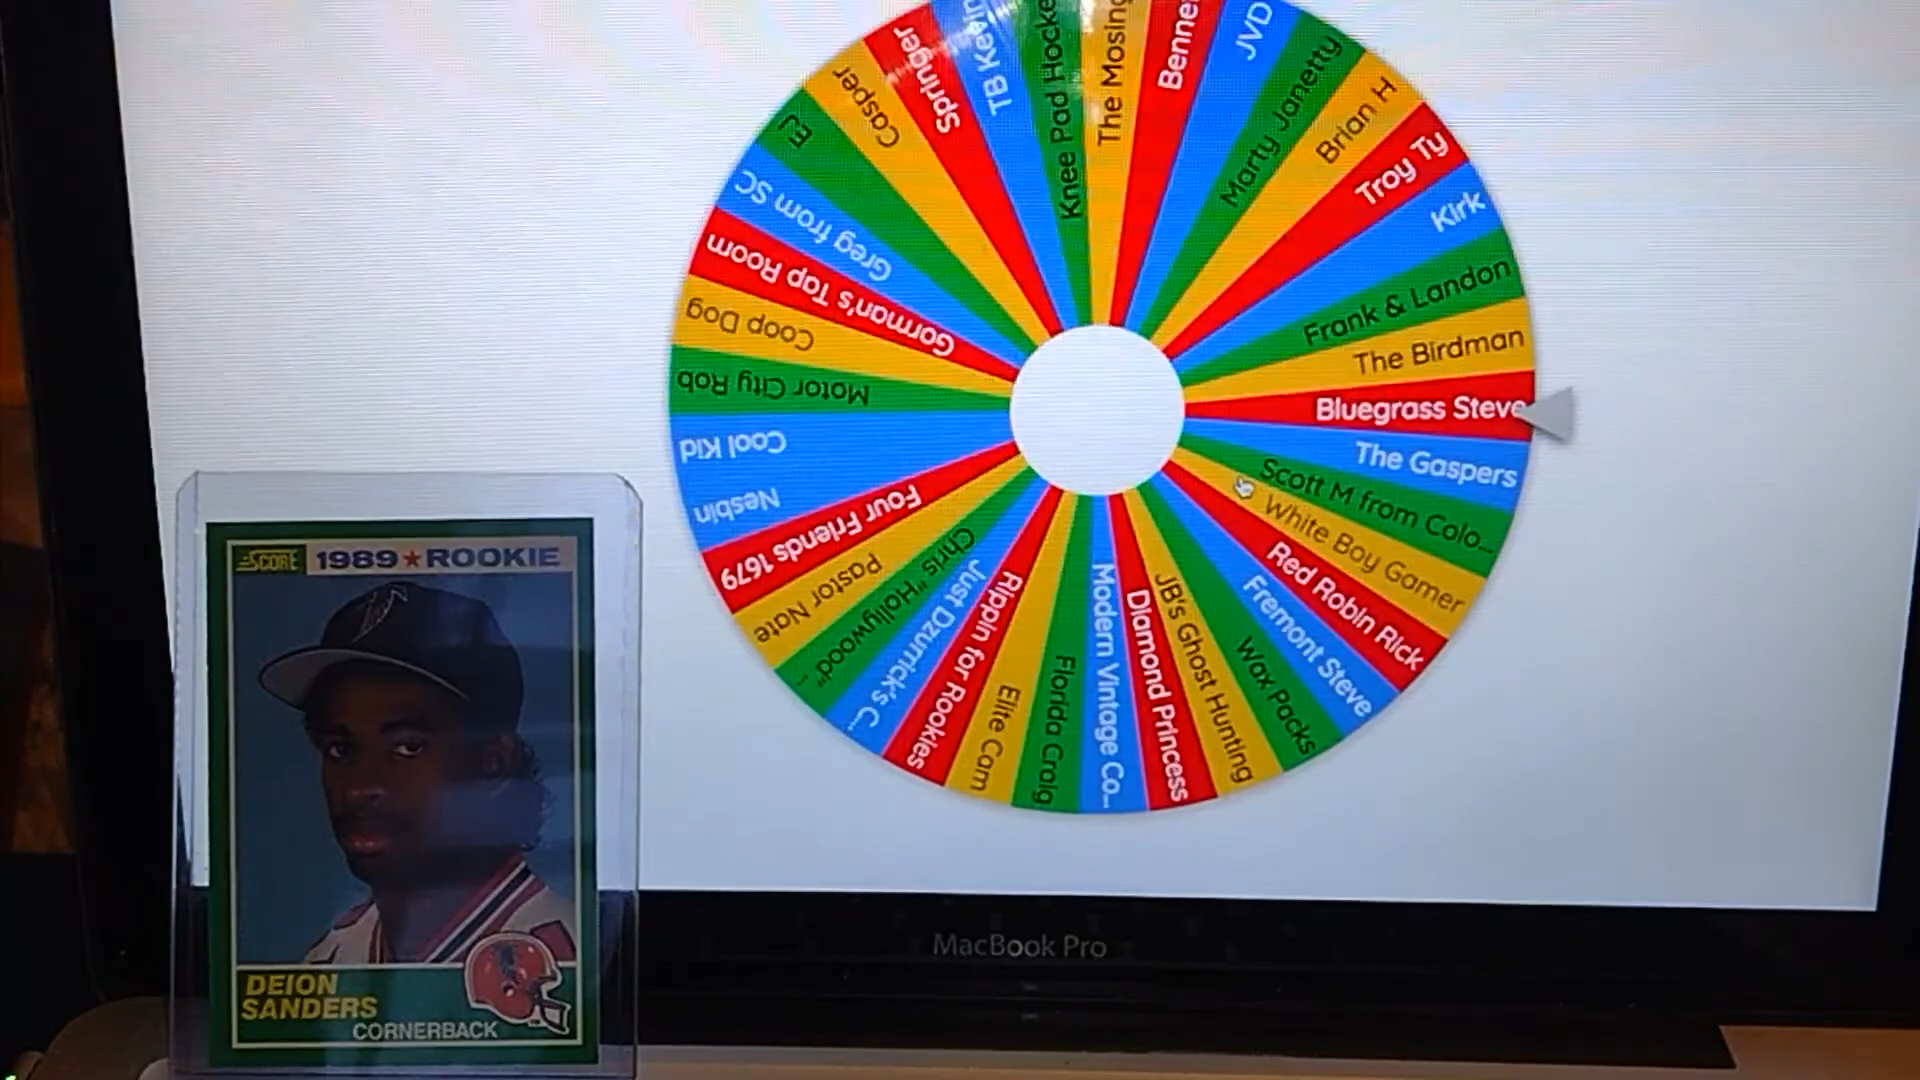 Springer
TB Kevin
Knee Pad Hocke
The Mosing
Benne
JVD
Marty Janetty
Brian H
Troy Ty
Kirk
Frank & Landon
The Birdman
Bluegrass Steve
The Gaspers
Scott M from Colo...
White Boy Gamer
Red Robin Rick
Fremont Steve
Wax Packs
JB's Ghost Hunting
Diamond Princess
Modern Vintage Co...
Florida Craig
Elite Cam
Rippin for Rookies
Just Dzurrick's C...
Chris "Hollywood" ...
Pastor Nate
Four Friends 1679
Nesbin
Cool Kid
Motor City Rob
Coop Dog
Gorman's Tap Room
Greg from SC
EJ
Casper
SCORE 1989 ★ ROOKIE
DEION
SANDERS
CORNERBACK
MacBook Pro